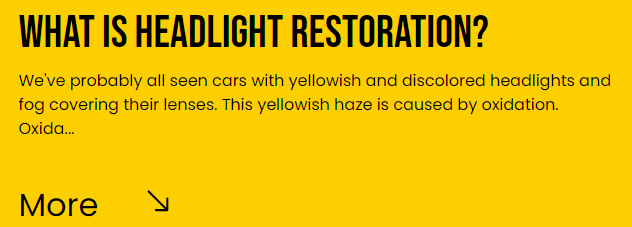 WHAT IS HEADLIGHT RESTORATION?
We've probably all seen cars with yellowish and discolored headlights and
fog covering their lenses. This yellowish haze is caused by oxidation.
Oxida...
More